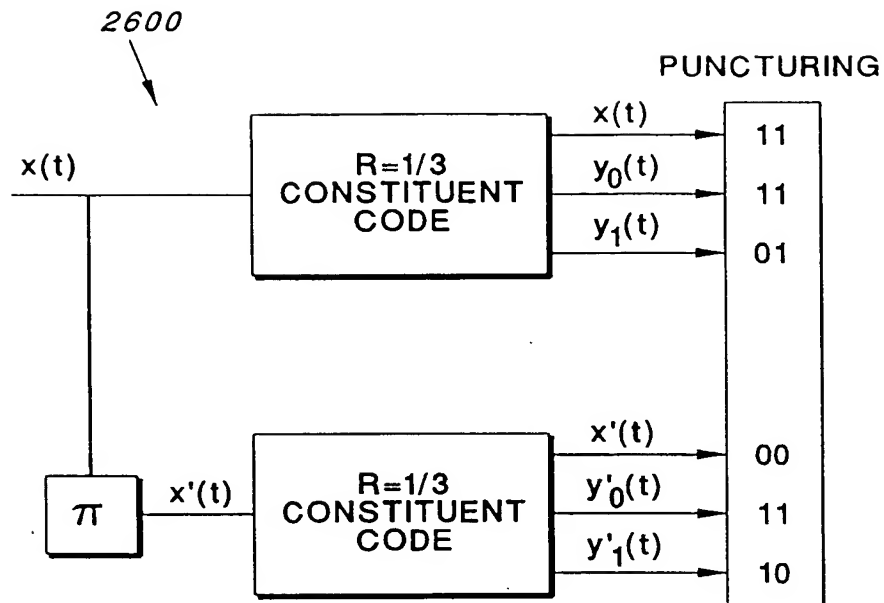 2600
PUNCTURING
x(t)
R=1/3
CONSTITUENT
CODE
x(t)
y0(t)
y1(t)
11
11
01
π
x'(t)
R=1/3
CONSTITUENT
CODE
x'(t)
y'0(t)
y'1(t)
00
11
10